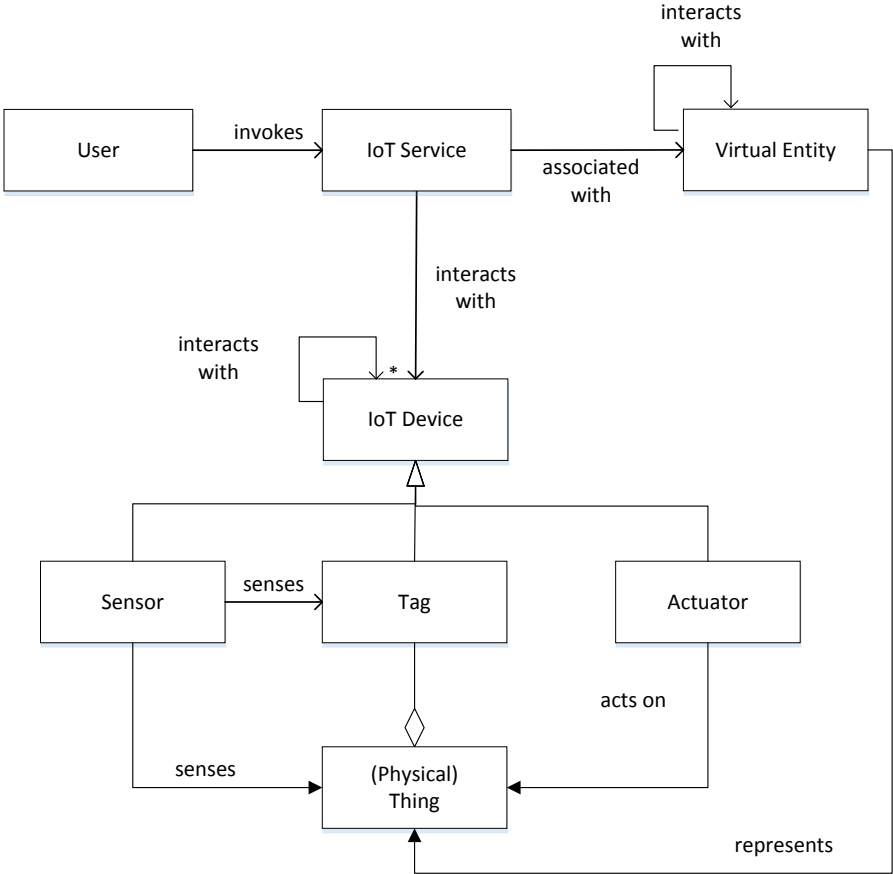 interacts
with
User
invokes
IoT Service
associated
with
Virtual Entity
interacts
with
interacts
with
*
IoT Device
Sensor
senses
Tag
Actuator
acts on
senses
(Physical)
Thing
represents